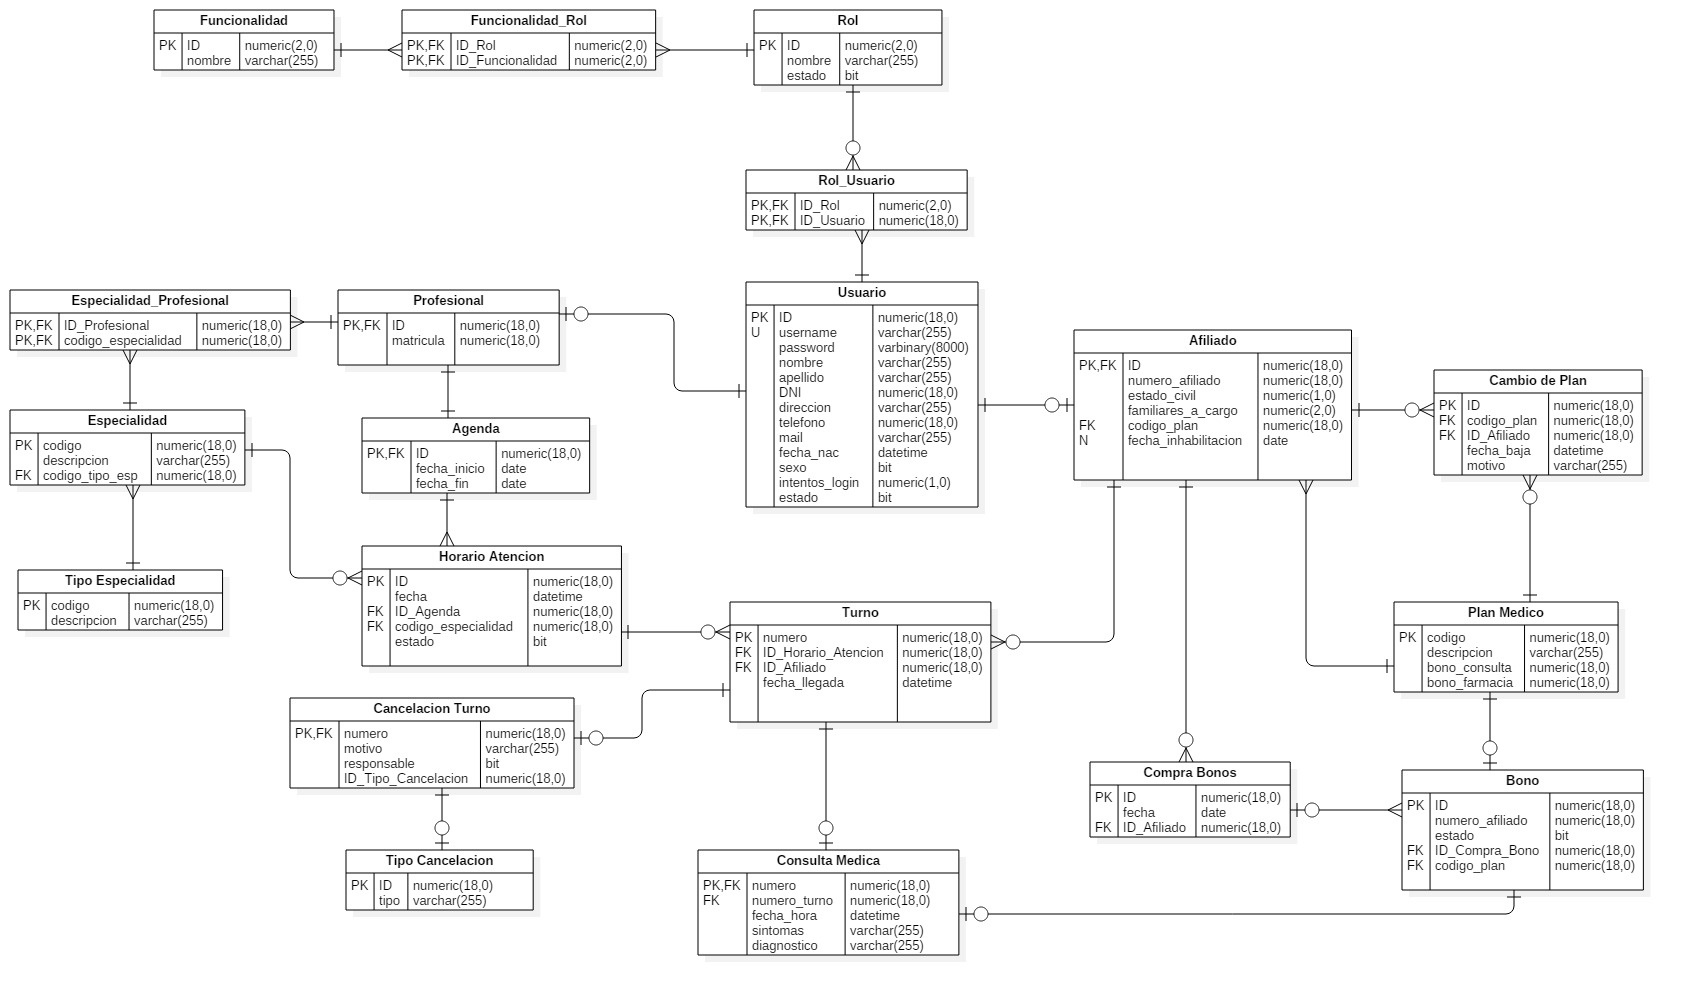 Funcionalidad
PK ID numeric(2,0)
nombre varchar(255)
Funcionalidad_Rol
PK,FK ID_Rol numeric(2,0)
PK,FK ID_Funcionalidad numeric(2,0)
Rol
PK ID numeric(2,0)
nombre varchar(255)
estado bit
Rol_Usuario
PK,FK ID_Rol numeric(2,0)
PK,FK ID_Usuario numeric(18,0)
Especialidad_Profesional
PK,FK ID_Profesional numeric(18,0)
PK,FK codigo_especialidad numeric(18,0)
Profesional
PK,FK ID numeric(18,0)
matricula numeric(18,0)
Usuario
PK ID numeric(18,0)
U username varchar(255)
password varbinary(8000)
nombre varchar(255)
apellido varchar(255)
DNI numeric(18,0)
direccion varchar(255)
telefono numeric(18,0)
mail varchar(255)
fecha_nac datetime
sexo bit
intentos_login numeric(1,0)
estado bit
Afiliado
PK,FK ID numeric(18,0)
numero_afiliado numeric(18,0)
estado_civil numeric(1,0)
familiares_a_cargo numeric(2,0)
FK codigo_plan numeric(18,0)
N fecha_inhabilitacion date
Cambio de Plan
PK ID numeric(18,0)
FK codigo_plan numeric(18,0)
FK ID_Afiliado numeric(18,0)
fecha_baja datetime
motivo varchar(255)
Especialidad
PK codigo numeric(18,0)
descripcion varchar(255)
FK codigo_tipo_esp numeric(18,0)
Agenda
PK,FK ID numeric(18,0)
fecha_inicio date
fecha_fin date
Tipo Especialidad
PK codigo numeric(18,0)
descripcion varchar(255)
Horario Atencion
PK ID numeric(18,0)
fecha datetime
FK ID_Agenda numeric(18,0)
FK codigo_especialidad numeric(18,0)
estado bit
Turno
PK numero numeric(18,0)
FK ID_Horario_Atencion numeric(18,0)
FK ID_Afiliado numeric(18,0)
fecha_llegada datetime
Plan Medico
PK codigo numeric(18,0)
descripcion varchar(255)
bono_consulta numeric(18,0)
bono_farmacia numeric(18,0)
Cancelacion Turno
PK,FK numero numeric(18,0)
motivo varchar(255)
responsable bit
ID_Tipo_Cancelacion numeric(18,0)
Compra Bonos
PK ID numeric(18,0)
fecha date
FK ID_Afiliado numeric(18,0)
Bono
PK ID numeric(18,0)
numero_afiliado numeric(18,0)
estado bit
FK ID_Compra_Bono numeric(18,0)
FK codigo_plan numeric(18,0)
Tipo Cancelacion
PK ID numeric(18,0)
tipo varchar(255)
Consulta Medica
PK,FK numero numeric(18,0)
FK numero_turno numeric(18,0)
fecha_hora datetime
sintomas varchar(255)
diagnostico varchar(255)